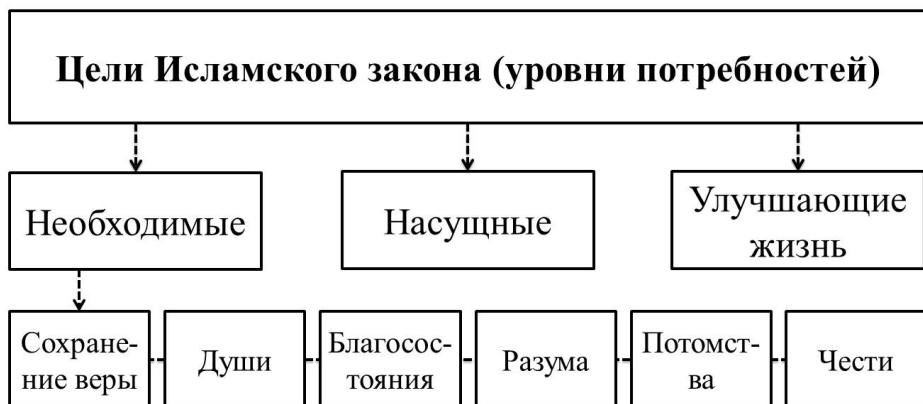 Цели Исламского закона (уровни потребностей)
Необходимые
Насущные
Улучшающие
жизнь
Сохране-
ние веры
Души
Благосос-
тояния
Разума
Потомст-
ва
Чести